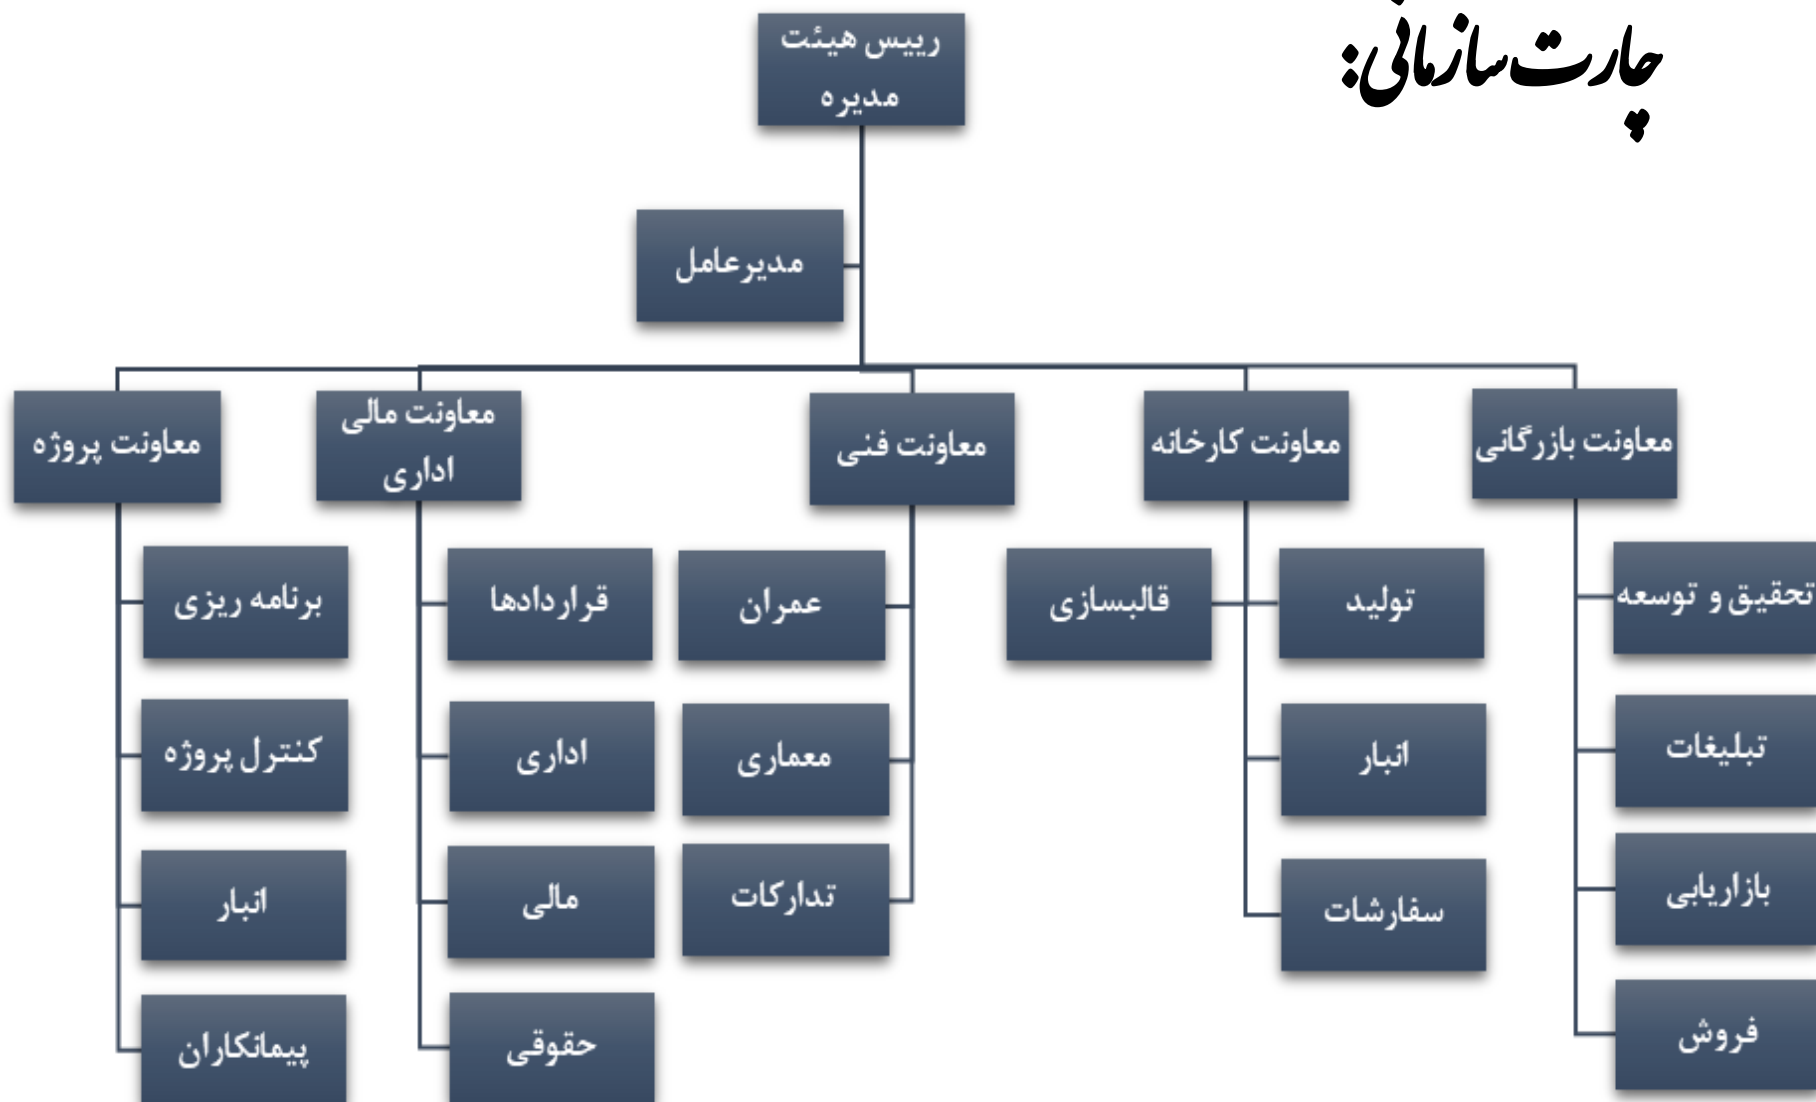 چارت سازمانی:
رییس هیئت
مدیره
مدیرعامل
معاونت بازرگانی
معاونت کارخانه
معاونت فنی
معاونت مالی
اداری
معاونت پروژه
تحقیق و توسعه
تبلیغات
بازاریابی
فروش
تولید
قالبسازی
انبار
سفارشات
عمران
معماری
تدارکات
قراردادها
اداری
مالی
حقوقی
برنامه ریزی
کنترل پروژه
انبار
پیمانکاران